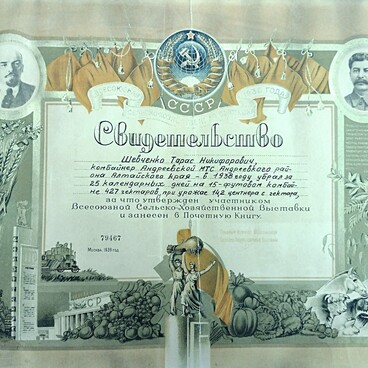 СССР
Свидетельство
Шевченко Тарас Никифорович,
комбайнер Андреевской МТС Андреевского рай-
она Алтайского края - в 1938 году убрал за
25 календарных дней на 15-футовом комбай-
не 427 гектаров, при урожае 14,2 центнера с гектара,
за что утвержден участником
Всесоюзной Сельско-Хозяйственной Выставки
и занесен в Почетную Книгу.
79467
Москва